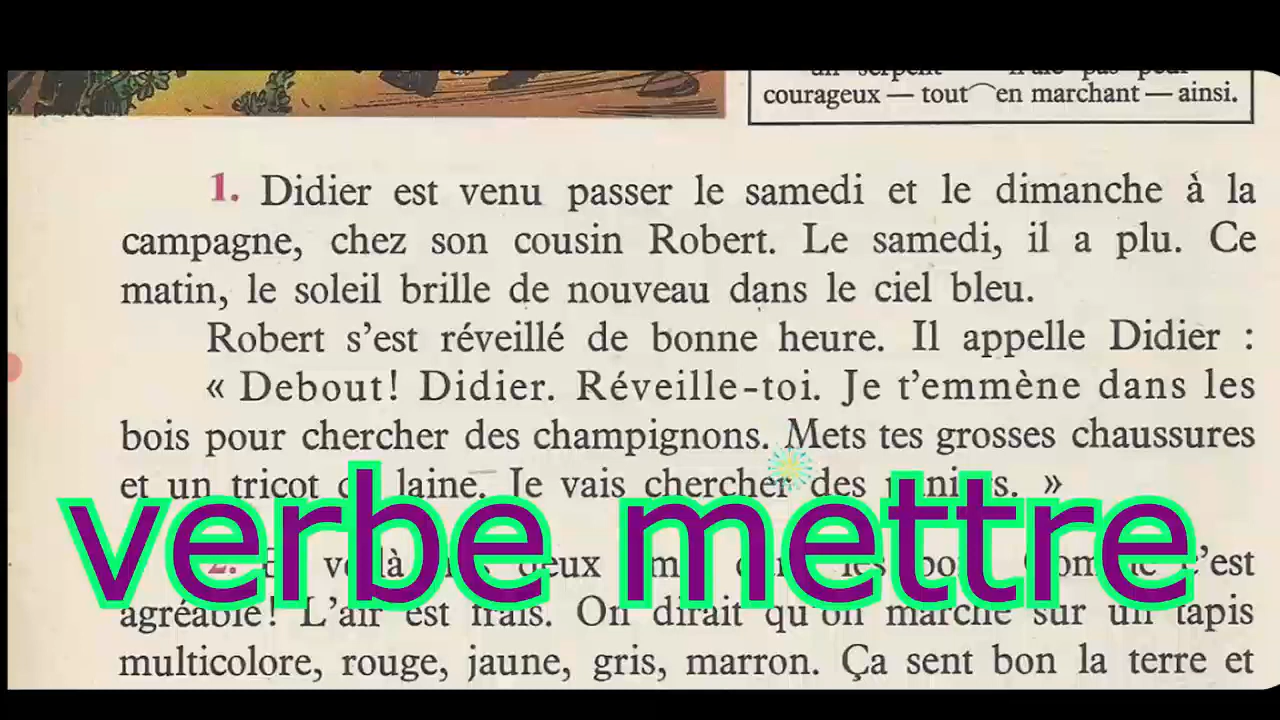 courageux — tout en marchant — ainsi.
1. Didier est venu passer le samedi et le dimanche à la
campagne, chez son cousin Robert. Le samedi, il a plu. Ce
matin, le soleil brille de nouveau dans le ciel bleu.
Robert s'est réveillé de bonne heure. Il appelle Didier :
« Debout! Didier. Réveille-toi. Je t'emmène dans les
bois pour chercher des champignons. Mets tes grosses chaussures
et un tricot laine. Je vais chercher des »
verbe mettre
2. deux c'est
agréable! L'air est frais. On dirait qu'on marche sur un tapis
multicolore, rouge, jaune, gris, marron. Ça sent bon la terre et